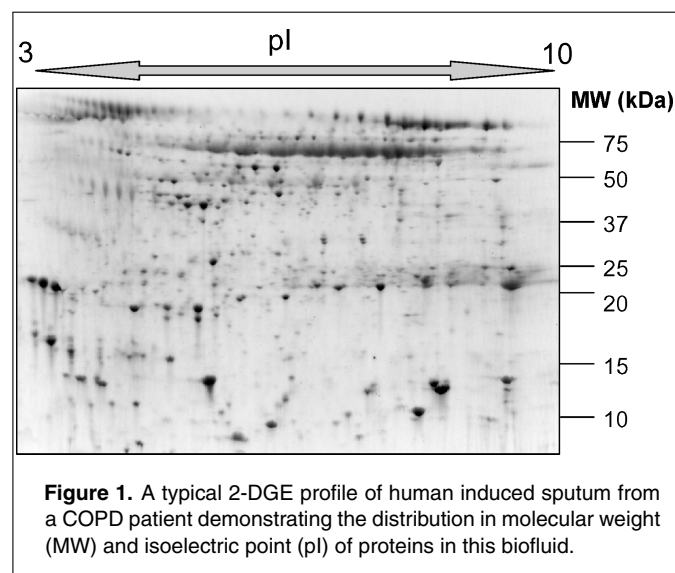 pI
3 10
MW (kDa)
75
50
37
25
20
15
10
Figure 1. A typical 2-DGE profile of human induced sputum from
a COPD patient demonstrating the distribution in molecular weight
(MW) and isoelectric point (pI) of proteins in this biofluid.